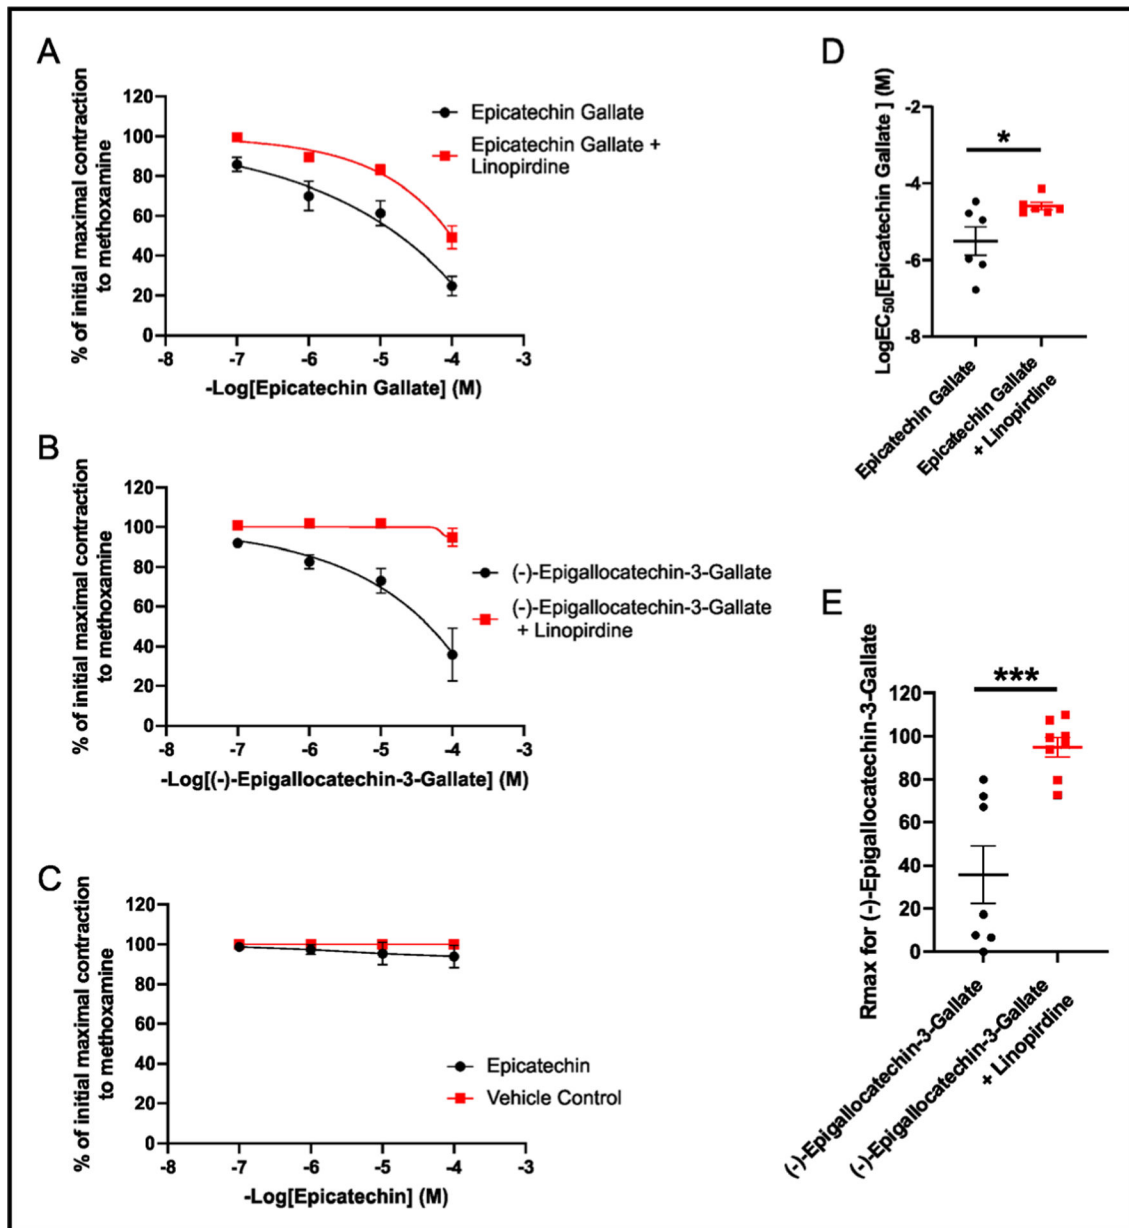 A
% of initial maximal contraction
to methoxamine
120
100
80
60
40
20
0
-8
-7
-6
-5
-4
-3
-Log[Epicatechin Gallate] (M)
Epicatechin Gallate
Epicatechin Gallate +
Linopirdine
B
% of initial maximal contraction
to methoxamine
120
100
80
60
40
20
0
-8
-7
-6
-5
-4
-3
-Log[(-)-Epigallocatechin-3-Gallate] (M)
(-)-Epigallocatechin-3-Gallate
(-)-Epigallocatechin-3-Gallate
+ Linopirdine
C
% of initial maximal contraction
to methoxamine
120
100
80
60
40
20
0
-8
-7
-6
-5
-4
-3
-Log[Epicatechin] (M)
Epicatechin
Vehicle Control
D
LogEC50[Epicatechin Gallate ] (M)
-2
-4
-6
-8
*
Epicatechin Gallate
Epicatechin Gallate
+ Linopirdine
E
Rmax for (-)-Epigallocatechin-3-Gallate
120
100
80
60
40
20
0
***
(-)-Epigallocatechin-3-Gallate
(-)-Epigallocatechin-3-Gallate
+ Linopirdine